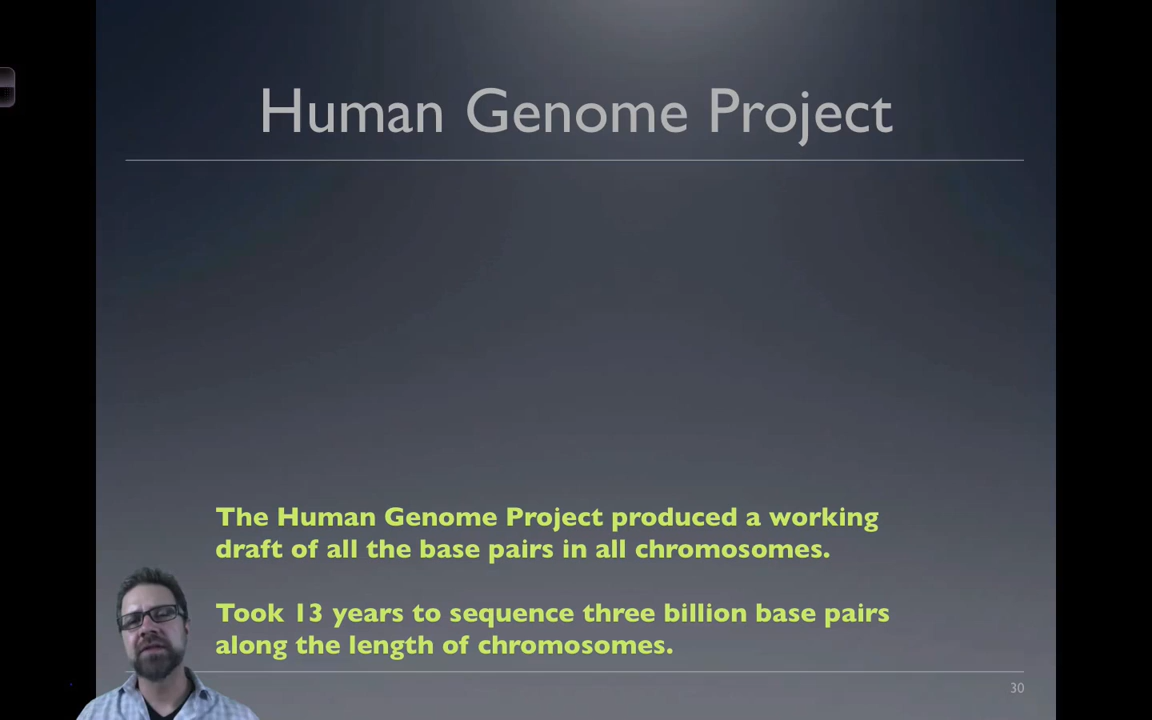 Human Genome Project
The Human Genome Project produced a working
draft of all the base pairs in all chromosomes.
Took 13 years to sequence three billion base pairs
along the length of chromosomes.
30